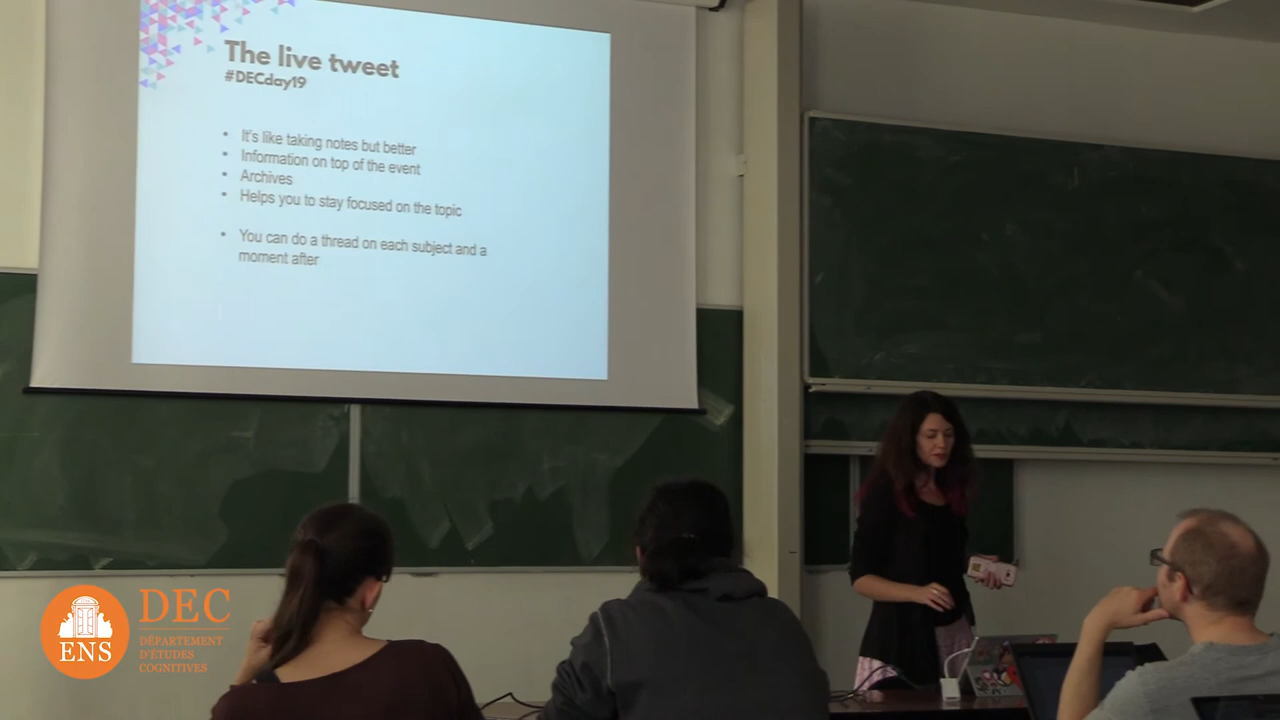 The live tweet
#DECday19
• It's like taking notes but better
• Information on top of the event
• Archives
• Helps you to stay focused on the topic
• You can do a thread on each subject and a
moment after
ENS
DEC
DÉPARTEMENT
D'ÉTUDES
COGNITIVES